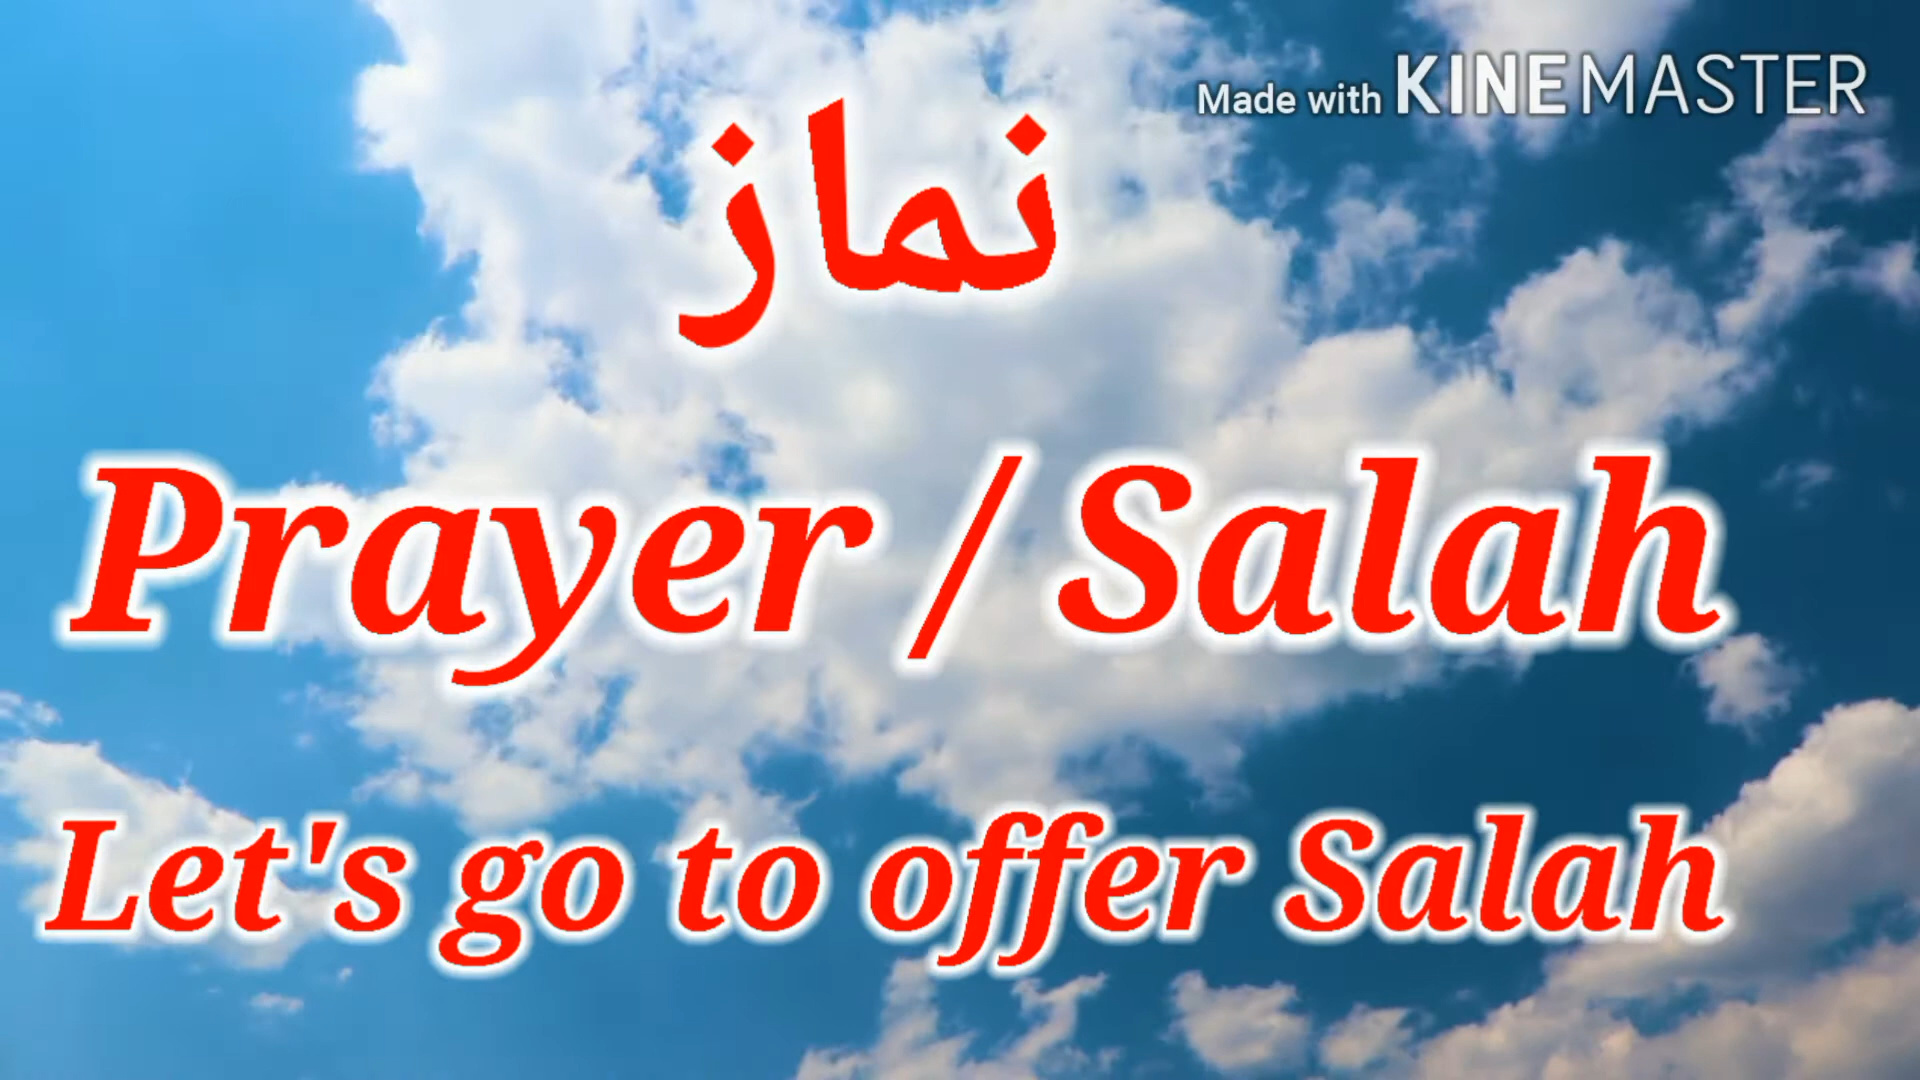 Made with KINEMASTER
نماز
Prayer / Salah
Let's go to offer Salah